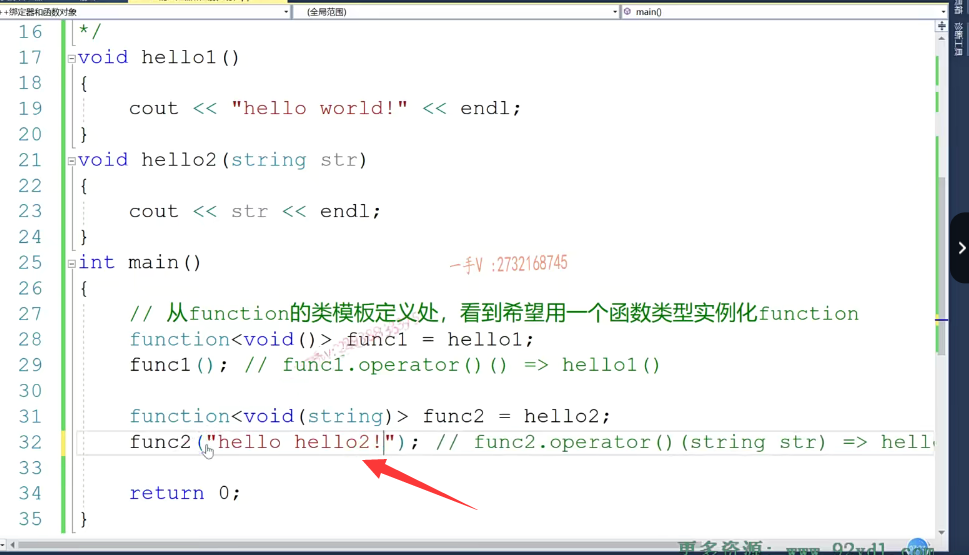 ++绑定器和函数对象
(全局范围)
main()
诊断工具
16 */
17 void hello1()
18 {
19 cout << "hello world!" << endl;
20 }
21 void hello2(string str)
22 {
23 cout << str << endl;
24 }
25 int main()
一手V :2732168745
26 {
27 // 从function的类模板定义处，看到希望用一个函数类型实例化function
28 function<void()> func1 = hello1;
29 func1(); // func1.operator()() => hello1()
30
31 function<void(string)> func2 = hello2;
32 func2("hello hello2!"); // func2.operator()(string str) => hell
33
34 return 0;
35 }
更多资源: